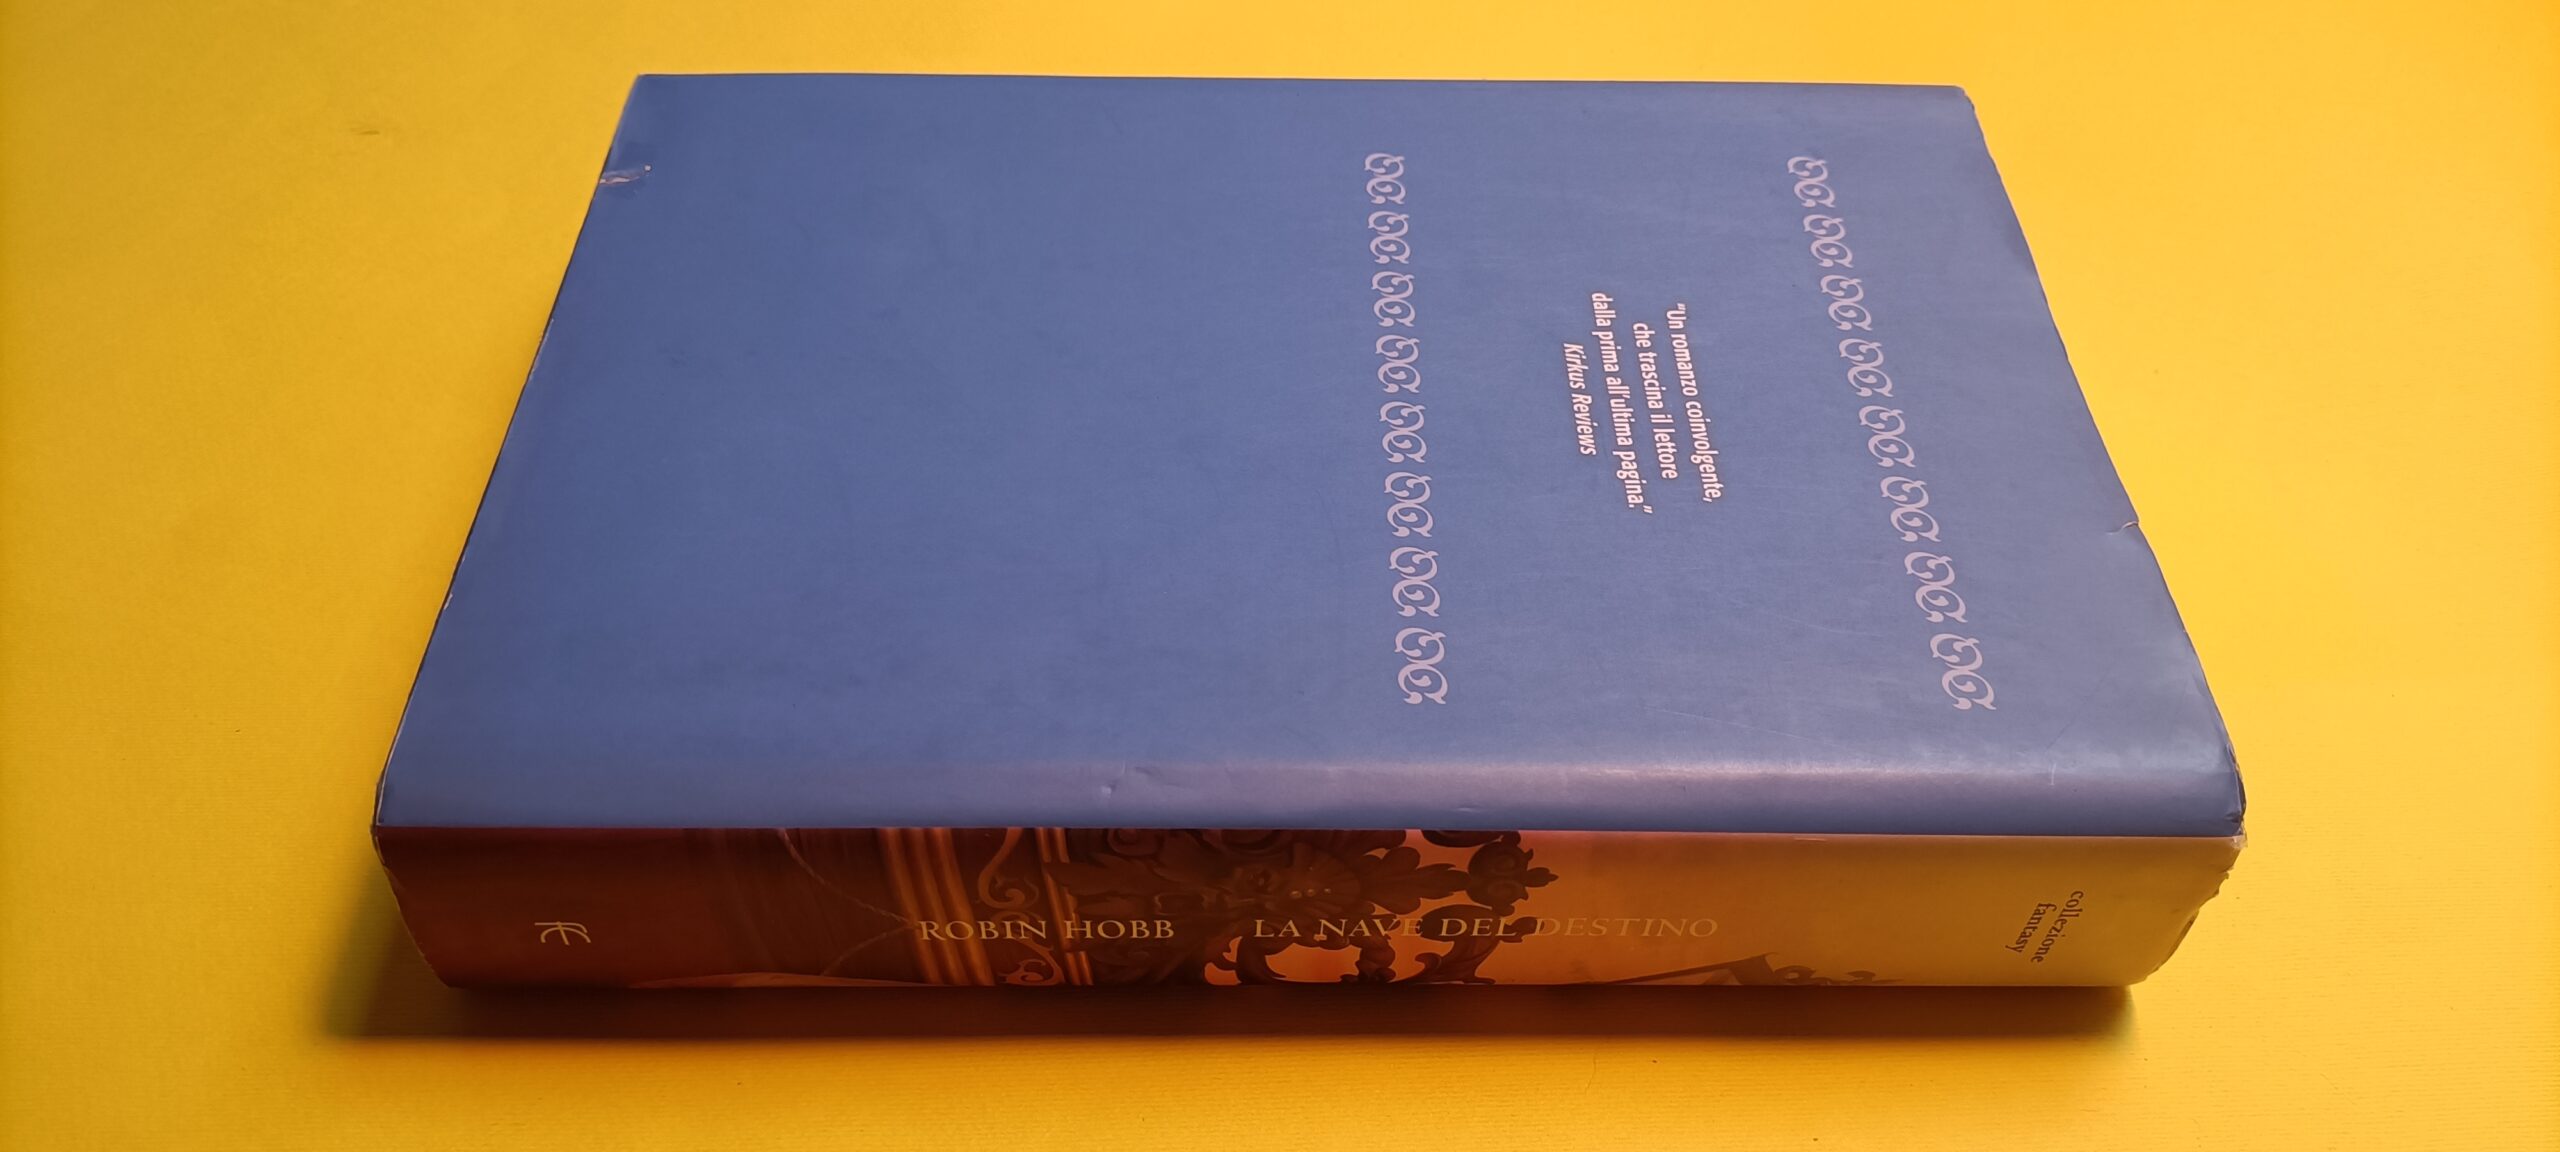 "Un romanzo coinvolgente,
che trascina il lettore
dalla prima all'ultima pagina."
Kirkus Reviews
ROBIN HOBB LA NAVE DEL DESTINO
collezione
fantasy